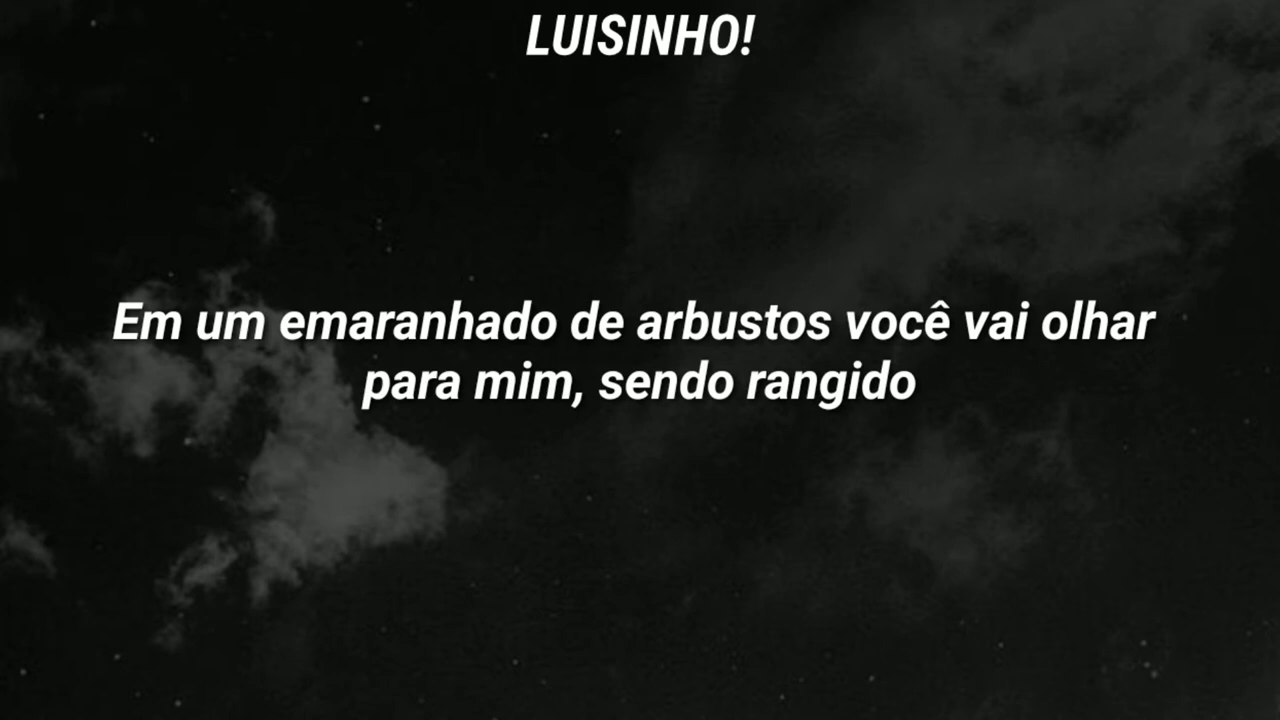 LUISINHO!
Em um emaranhado de arbustos você vai olhar
para mim, sendo rangido